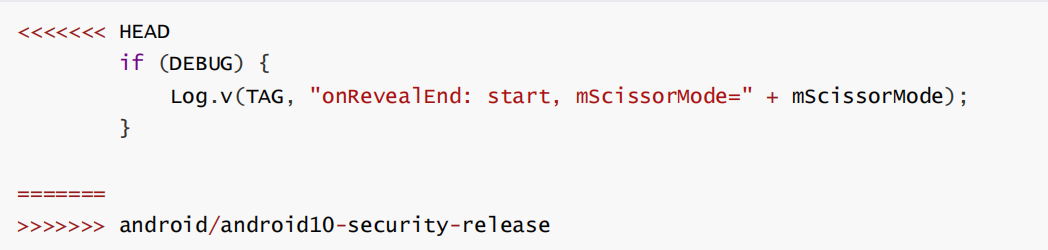 <<<<<<< HEAD
        if (DEBUG) {
            Log.v(TAG, "onRevealEnd: start, mScissorMode=" + mScissorMode);
        }

=======
>>>>>>> android/android10-security-release